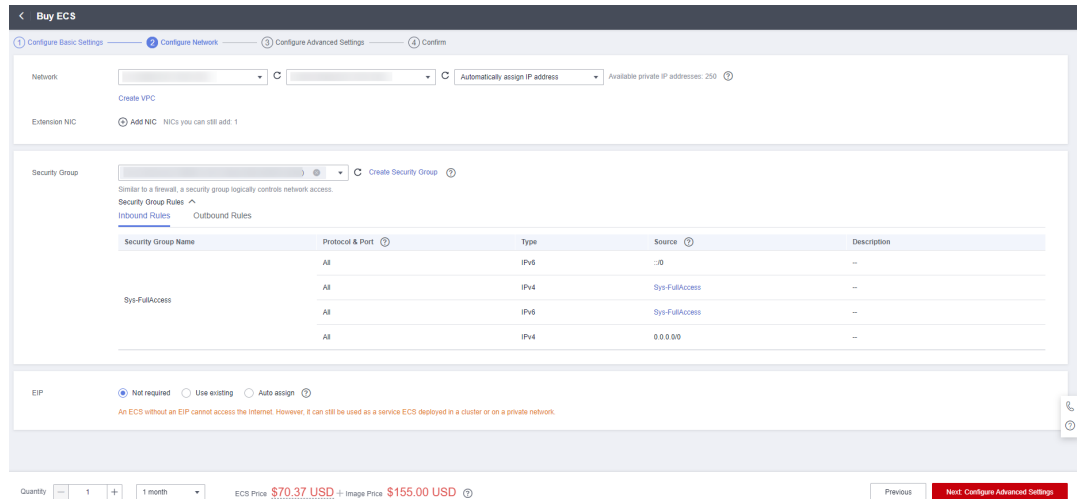 Buy ECS
1 Configure Basic Settings 2 Configure Network 3 Configure Advanced Settings 4 Confirm
Network Automatically assign IP address Available private IP addresses: 250
Create VPC
Extension NIC Add NIC NICs you can still add: 1
Security Group ) Create Security Group
Similar to a firewall, a security group logically controls network access.
Security Group Rules
Inbound Rules Outbound Rules
Security Group Name Protocol & Port Type Source Description
All IPv6 ::/0 --
All IPv4 Sys-FullAccess --
Sys-FullAccess
All IPv6 Sys-FullAccess --
All IPv4 0.0.0.0/0 --
EIP Not required Use existing Auto assign
An ECS without an EIP cannot access the Internet. However, it can still be used as a service ECS deployed in a cluster or on a private network.
Quantity 1 1 month ECS Price $70.37 USD + Image Price $155.00 USD Previous Next: Configure Advanced Settings